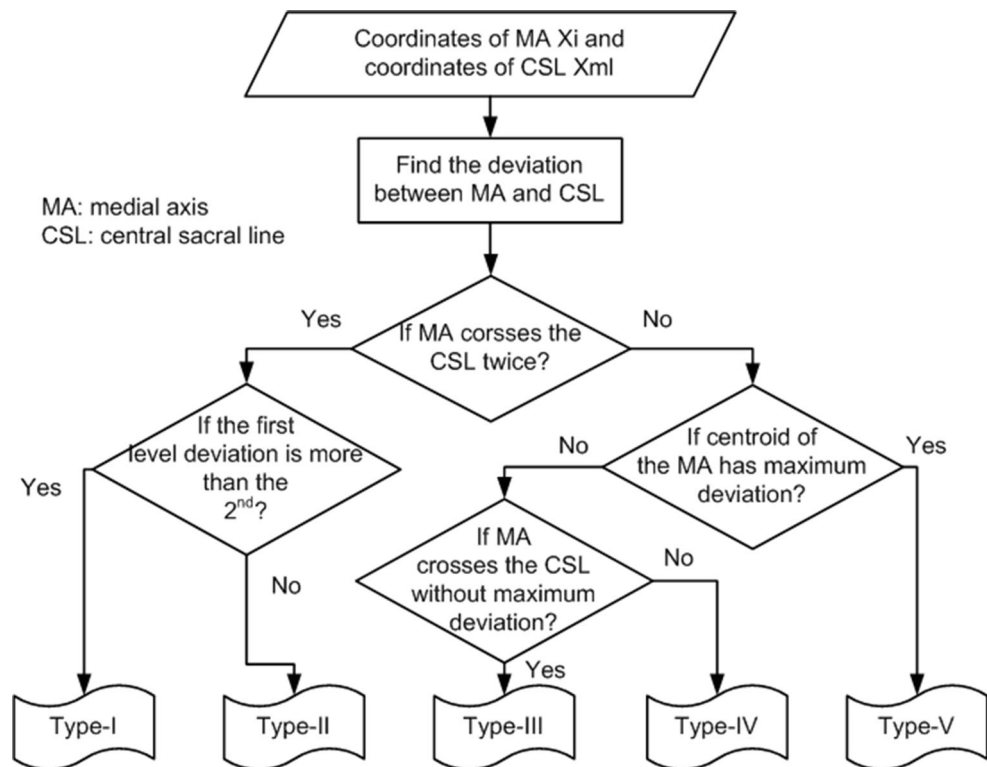 Coordinates of MA Xi and
coordinates of CSL Xml
Find the deviation
between MA and CSL
MA: medial axis
CSL: central sacral line
Yes
No
If MA corsses the
CSL twice?
If the first
level deviation is more
than the
2nd?
Yes
No
If centroid of
the MA has maximum
deviation?
No
Yes
If MA
crosses the CSL
without maximum
deviation?
No
Yes
Type-I
Type-II
Type-III
Type-IV
Type-V